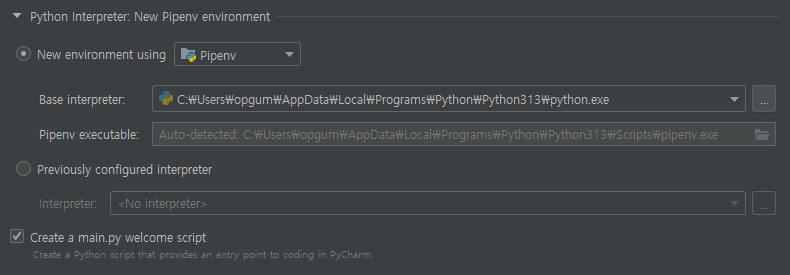 Python Interpreter: New Pipenv environment
New environment using Pipenv
Base interpreter: C:₩Users₩opgum₩AppData₩Local₩Programs₩Python₩Python313₩python.exe ...
Pipenv executable: Auto-detected: C:₩Users₩opgum₩AppData₩Local₩Programs₩Python₩Python313₩Scripts₩pipenv.exe
Previously configured interpreter
Interpreter: <No interpreter> ...
Create a main.py welcome script
Create a Python script that provides an entry point to coding in PyCharm.